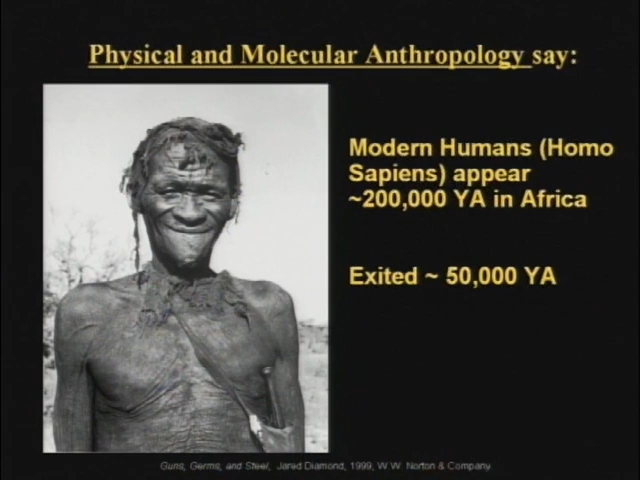 Physical and Molecular Anthropology say:
Modern Humans (Homo
Sapiens) appear
~200,000 YA in Africa
Exited ~ 50,000 YA
Guns, Germs, and Steel, Jared Diamond, 1999, W.W. Norton & Company